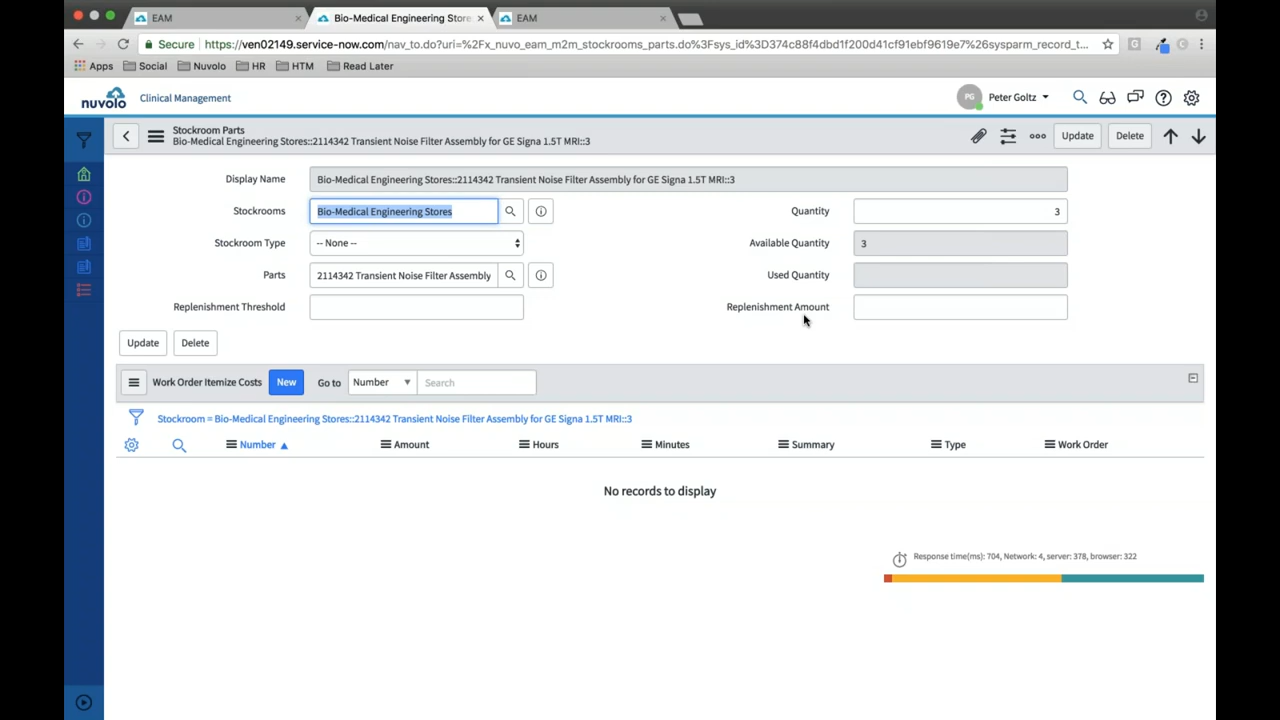 EAM
Bio-Medical Engineering Store
EAM
Secure
https://ven02149.service-now.com/nav_to.do?uri=%2Fx_nuvo_eam_m2m_stockrooms_parts.do%3Fsys_id%3D374c88f4dbd1f200d41cf91ebf9619e7%26sysparm_record_t...
Apps
Social
Nuvolo
HR
HTM
Read Later
nuvolo
Clinical Management
PG
Peter Goltz
Stockroom Parts
Bio-Medical Engineering Stores::2114342 Transient Noise Filter Assembly for GE Signa 1.5T MRI::3
Update
Delete
Display Name
Bio-Medical Engineering Stores::2114342 Transient Noise Filter Assembly for GE Signa 1.5T MRI::3
Stockrooms
Bio-Medical Engineering Stores
Quantity
3
Stockroom Type
-- None --
Available Quantity
3
Parts
2114342 Transient Noise Filter Assembly
Used Quantity
Replenishment Threshold
Replenishment Amount
Update
Delete
Work Order Itemize Costs
New
Go to
Number
Search
Stockroom = Bio-Medical Engineering Stores::2114342 Transient Noise Filter Assembly for GE Signa 1.5T MRI::3
Number
Amount
Hours
Minutes
Summary
Type
Work Order
No records to display
Response time(ms): 704, Network: 4, server: 378, browser: 322